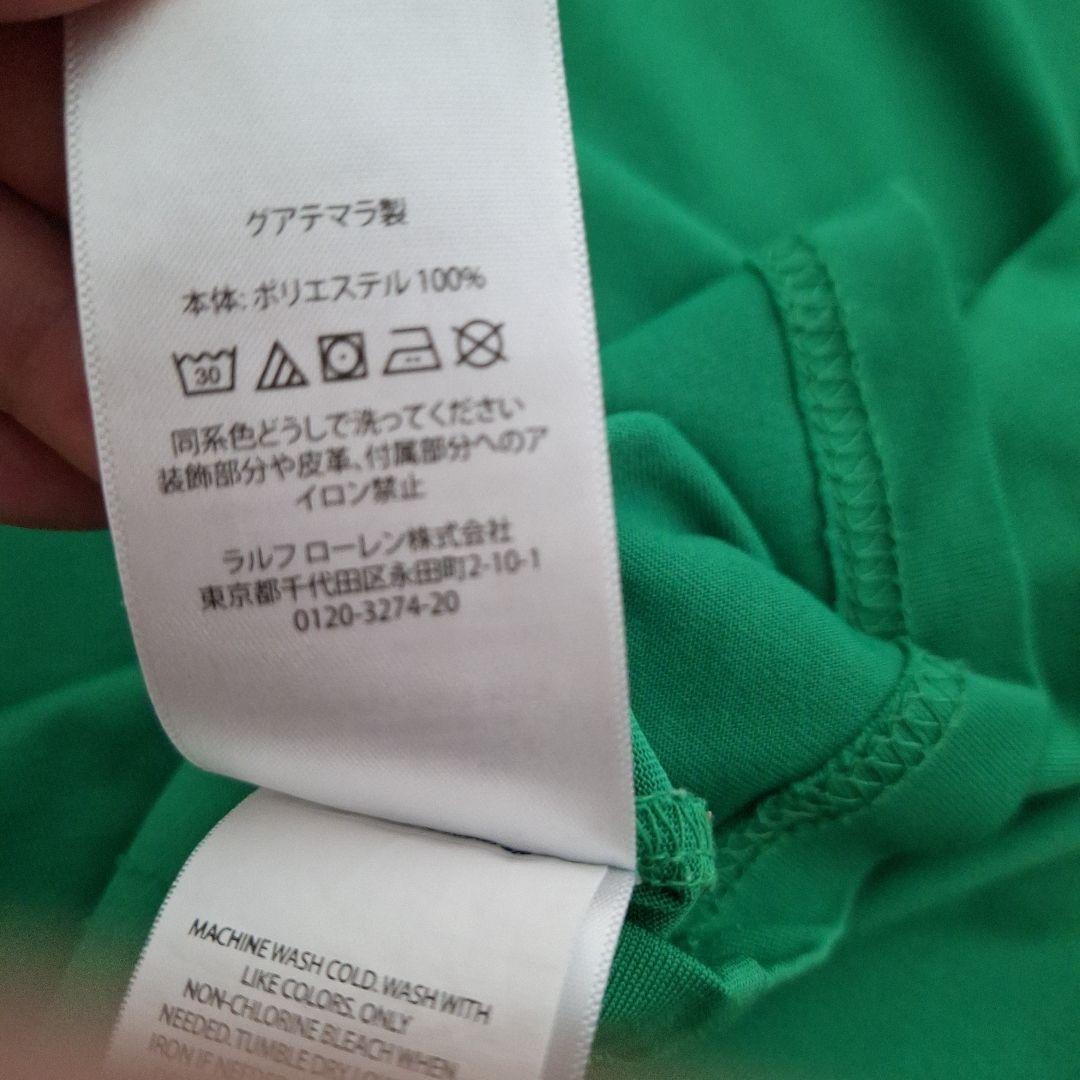 グアテマラ製
本体: ポリエステル 100%
30
同系色どうしで洗ってください
装飾部分や皮革、付属部分へのア
イロン禁止
ラルフ ローレン株式会社
東京都千代田区永田町2-10-1
0120-3274-20
MACHINE WASH COLD. WASH WITH
LIKE COLORS. ONLY
NON-CHLORINE BLEACH WHEN
NEEDED. TUMBLE DRY
IRON IF